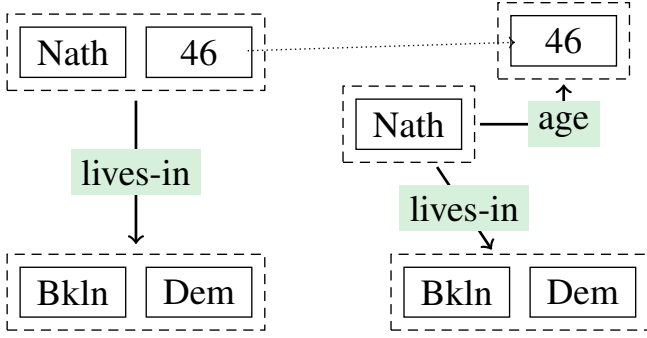 Nath 46
lives-in
Bkln Dem
46
Nath
age
lives-in
Bkln Dem